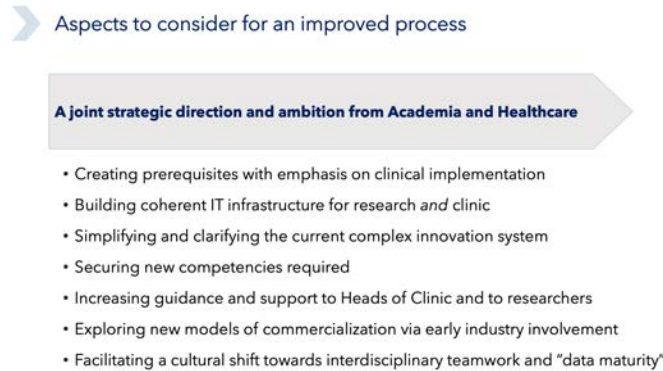 Aspects to consider for an improved process
A joint strategic direction and ambition from Academia and Healthcare
• Creating prerequisites with emphasis on clinical implementation
• Building coherent IT infrastructure for research and clinic
• Simplifying and clarifying the current complex innovation system
• Securing new competencies required
• Increasing guidance and support to Heads of Clinic and to researchers
• Exploring new models of commercialization via early industry involvement
• Facilitating a cultural shift towards interdisciplinary teamwork and “data maturity”